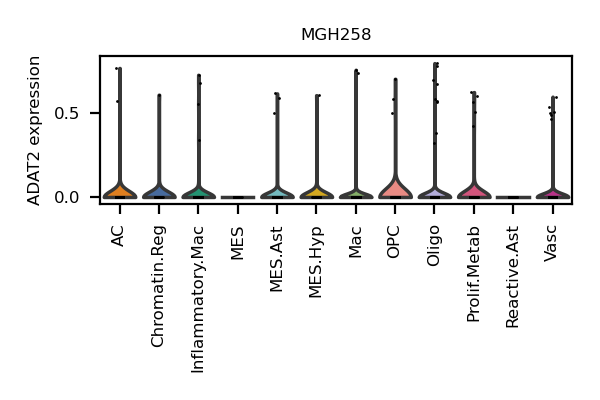 MGH258
ADAT2 expression
0.5
0.0
AC
Chromatin.Reg
Inflammatory.Mac
MES
MES.Ast
MES.Hyp
Mac
OPC
Oligo
Prolif.Metab
Reactive.Ast
Vasc